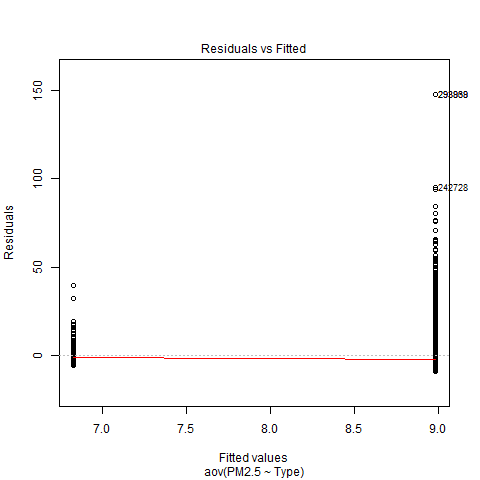 Residuals vs Fitted
Residuals
150
100
50
0
242728
7.0 7.5 8.0 8.5 9.0
Fitted values
aov(PM2.5 ~ Type)